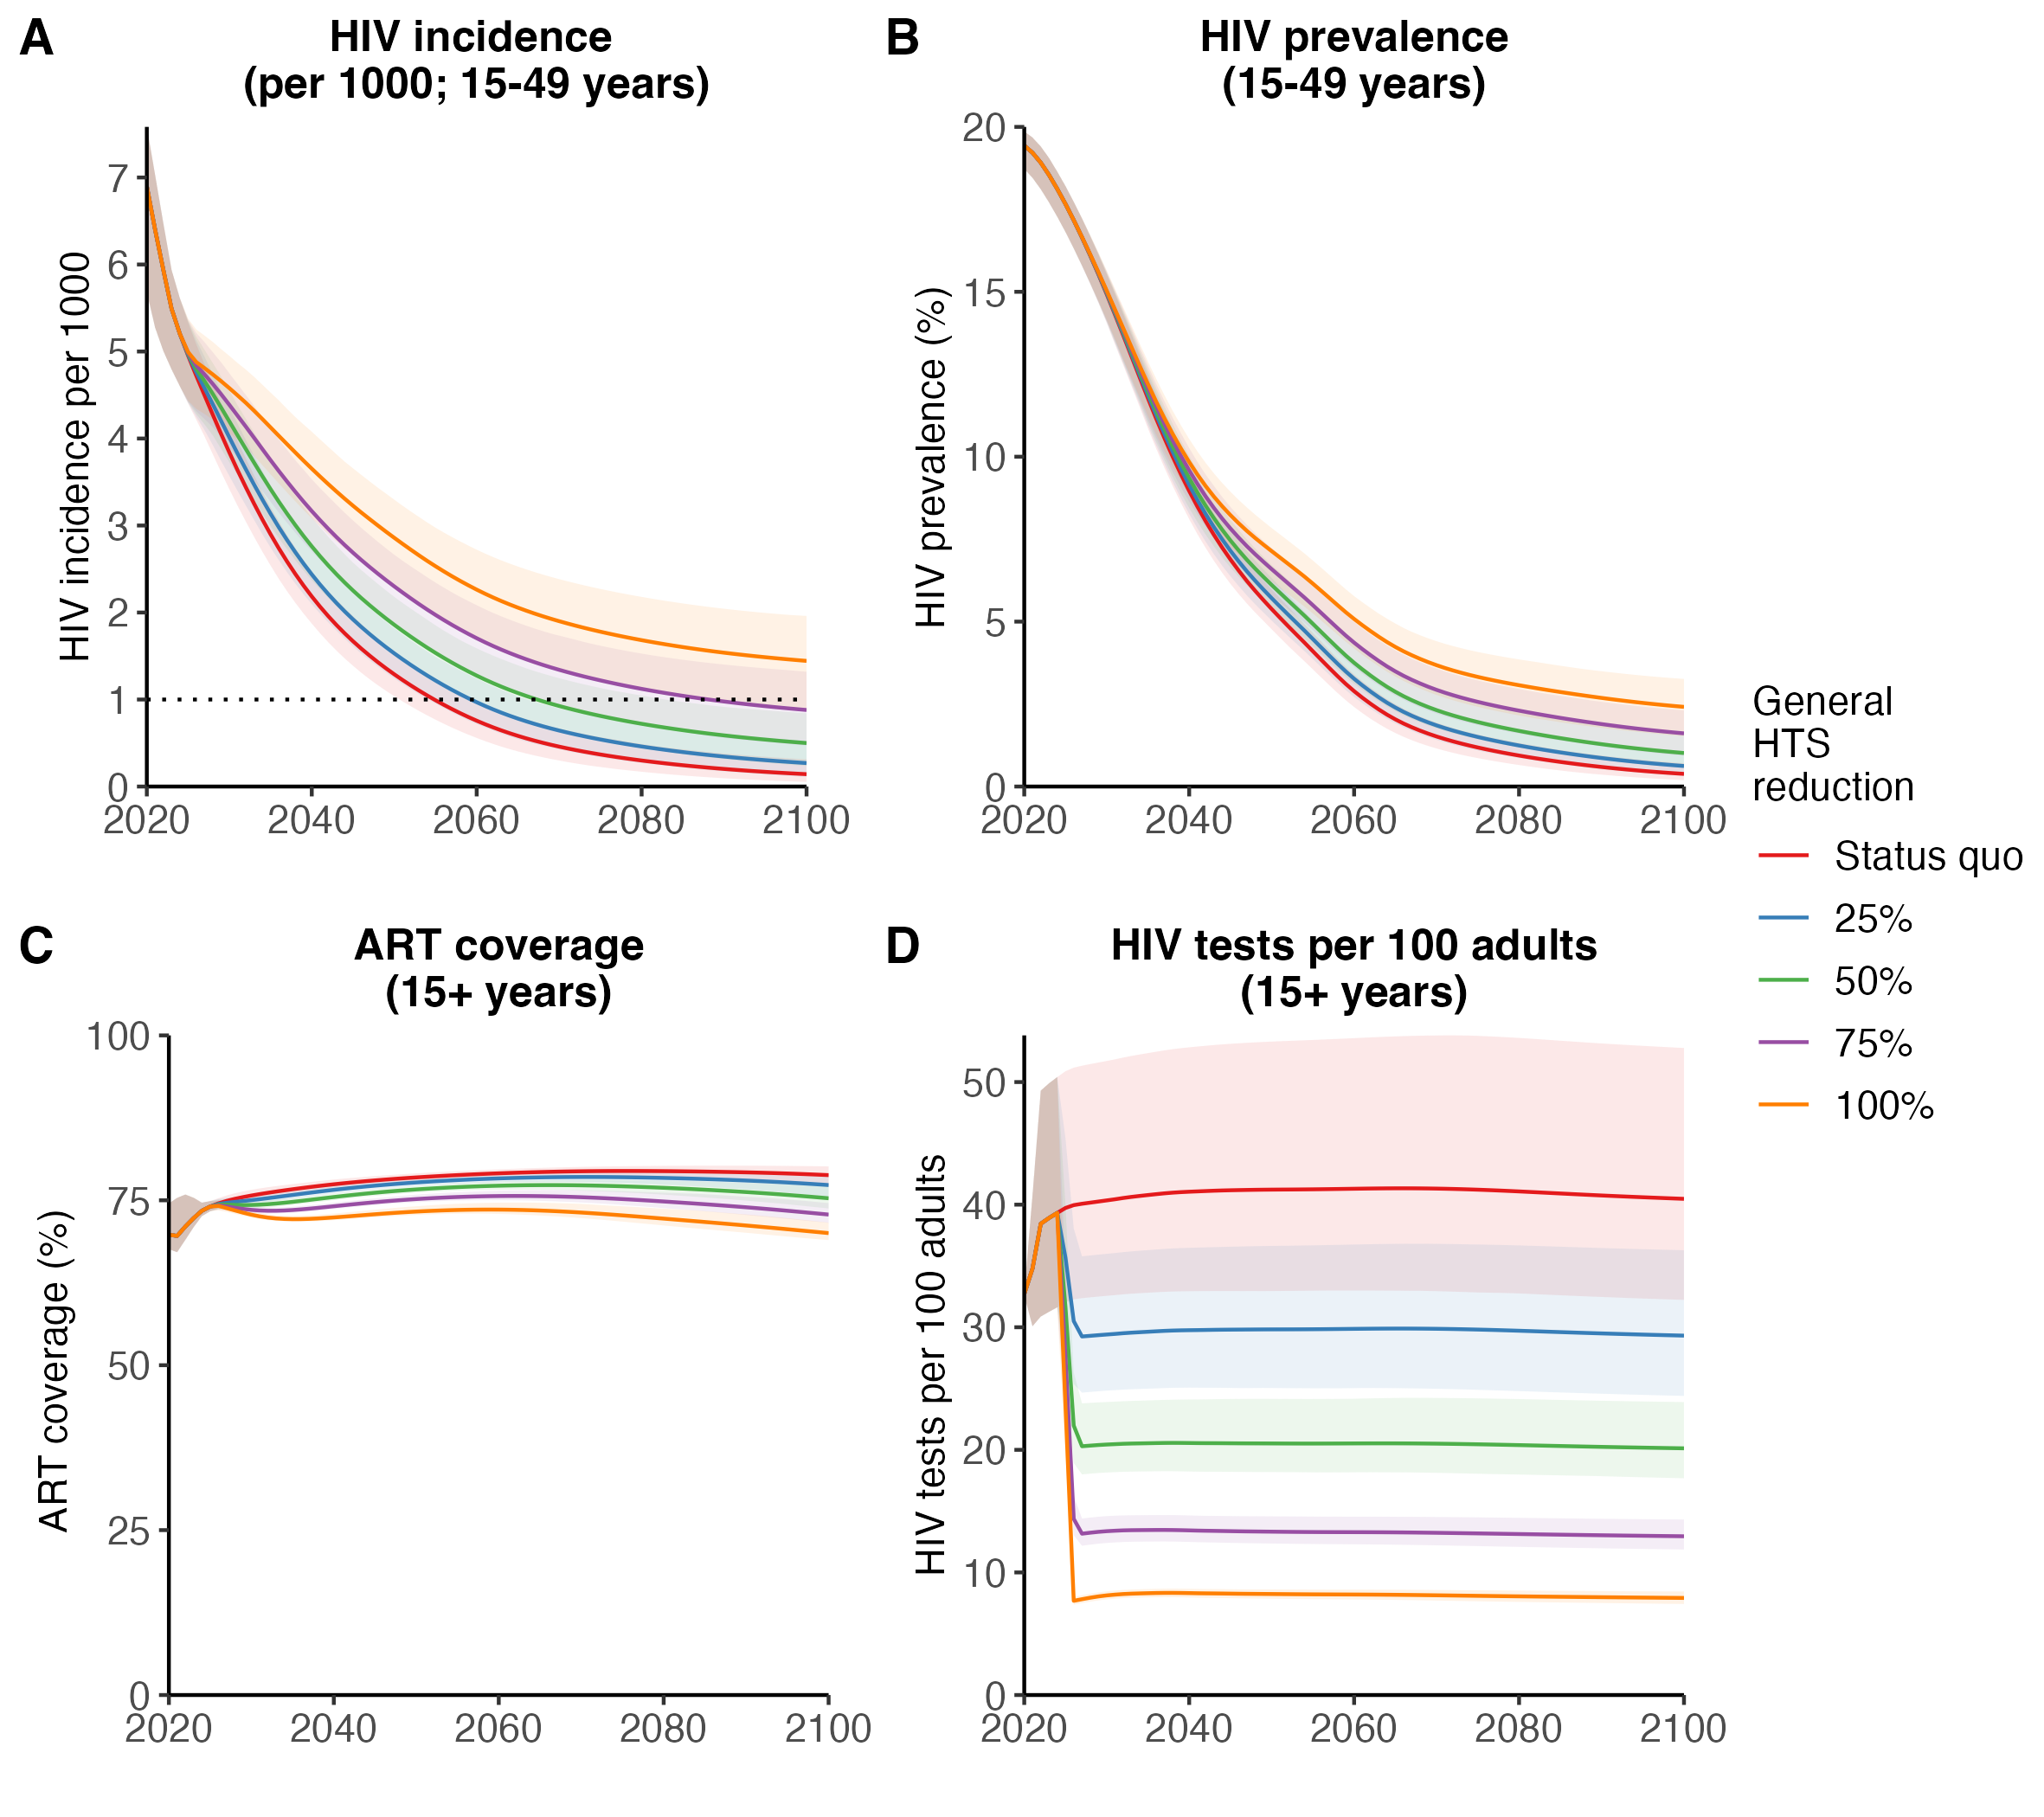 A
HIV incidence
(per 1000; 15-49 years)
HIV incidence per 1000
7
6
5
4
3
2
1
0
2020
2040
2060
2080
2100
B
HIV prevalence
(15-49 years)
HIV prevalence (%)
20
15
10
5
0
2020
2040
2060
2080
2100
C
ART coverage
(15+ years)
ART coverage (%)
100
75
50
25
0
2020
2040
2060
2080
2100
D
HIV tests per 100 adults
(15+ years)
HIV tests per 100 adults
50
40
30
20
10
0
2020
2040
2060
2080
2100
General
HTS
reduction
Status quo
25%
50%
75%
100%